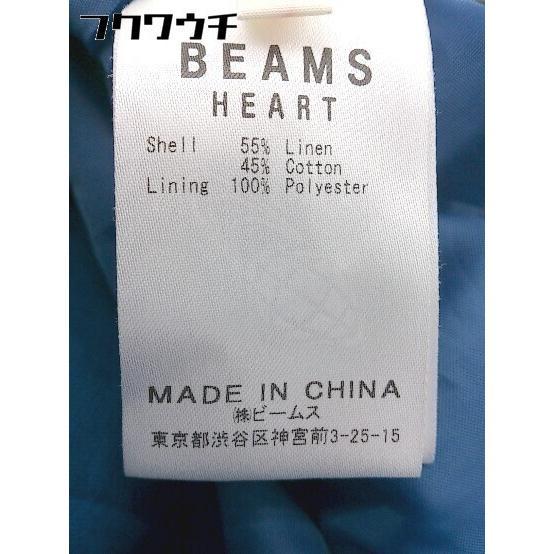 フクワウチ
BEAMS
HEART
Shell 55% Linen
45% Cotton
Lining 100% Polyester
MADE IN CHINA
㈱ビームス
東京都渋谷区神宮前3-25-15